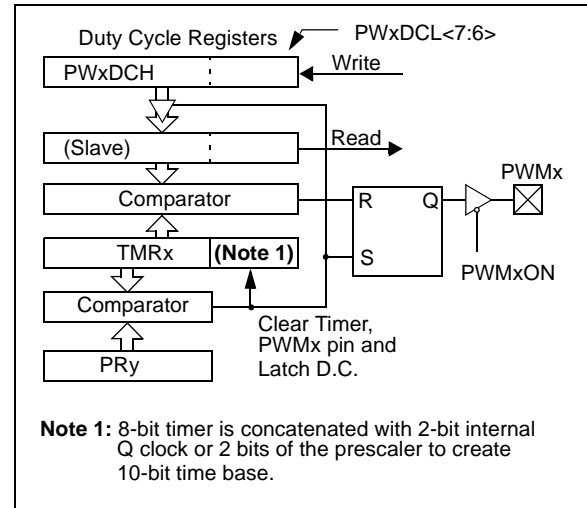 Duty Cycle Registers
PWxDCL<7:6>
PWxDCH
Write
(Slave)
Read
PWMx
Comparator
R
Q
TMRx
(Note 1)
S
PWMxON
Comparator
Clear Timer,
PWMx pin and
Latch D.C.
PRy
Note 1: 8-bit timer is concatenated with 2-bit internal
Q clock or 2 bits of the prescaler to create
10-bit time base.